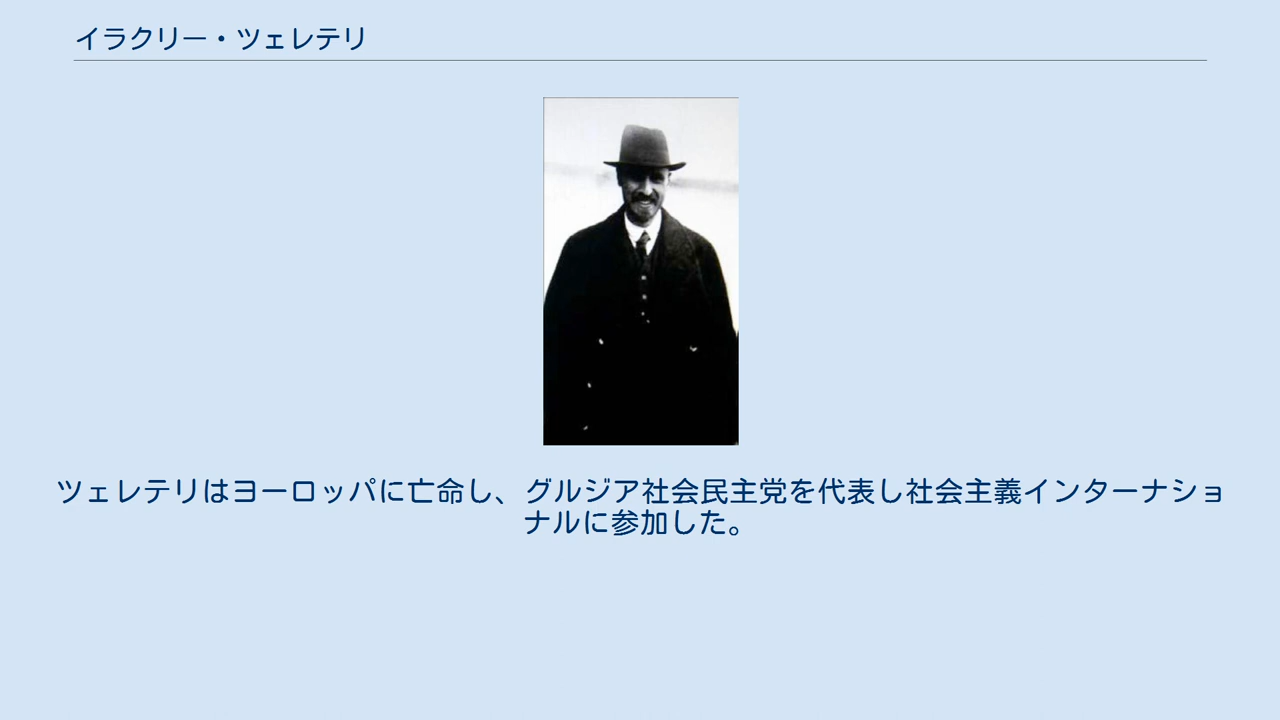 イラクリー・ツェレテリ
ツェレテリはヨーロッパに亡命し、グルジア社会民主党を代表し社会主義インターナショ
ナルに参加した。